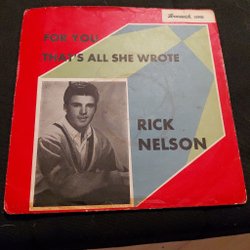 FOR YOU
THAT'S ALL SHE WROTE
RICK
NELSON